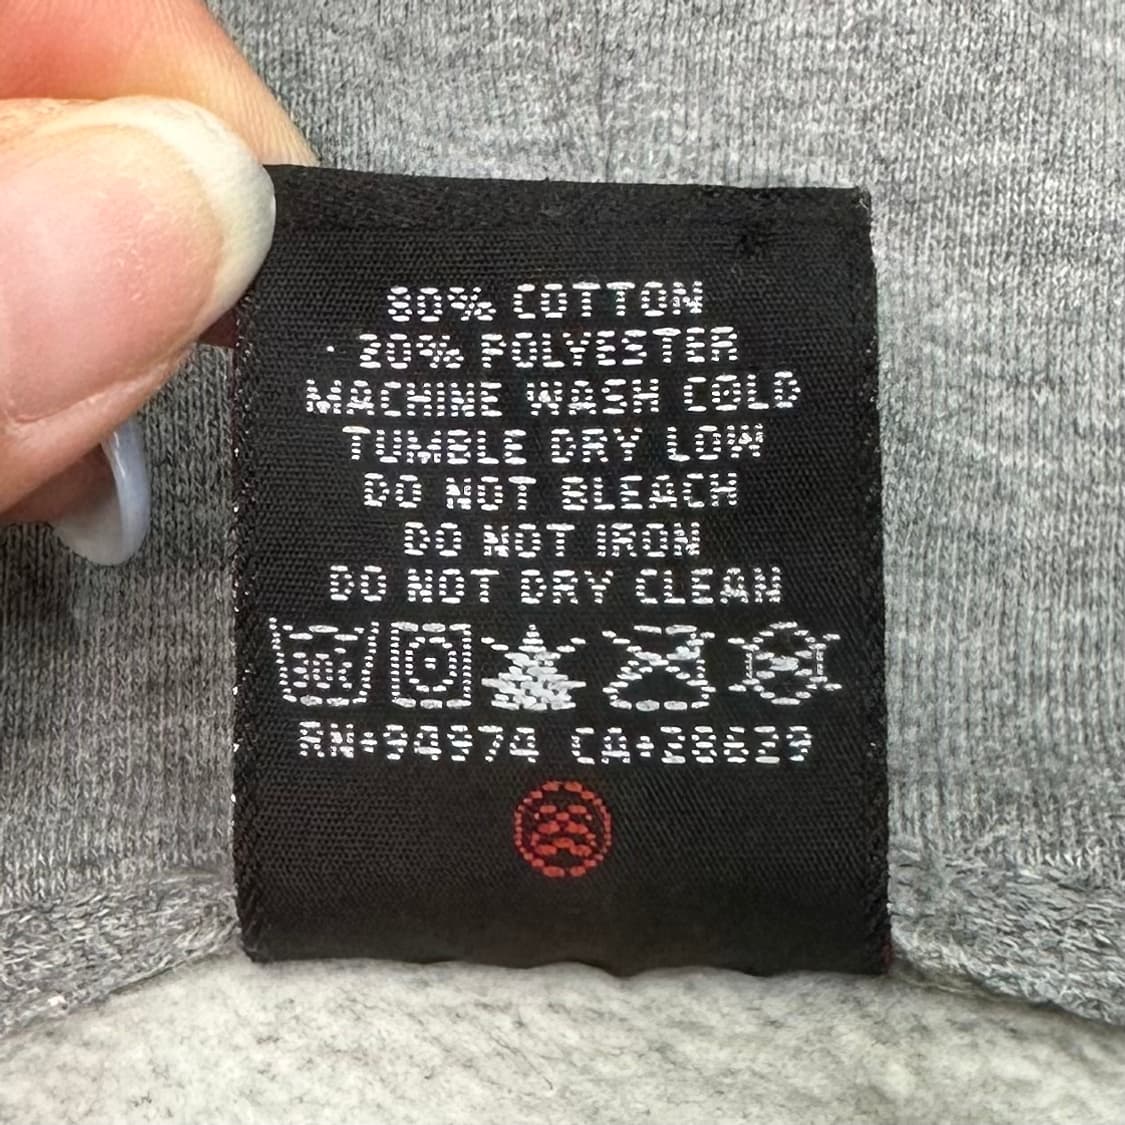 80% COTTON
20% POLYESTER
MACHINE WASH COLD
TUMBLE DRY LOW
DO NOT BLEACH
DO NOT IRON
DO NOT DRY CLEAN
RN#94974 CA#28629